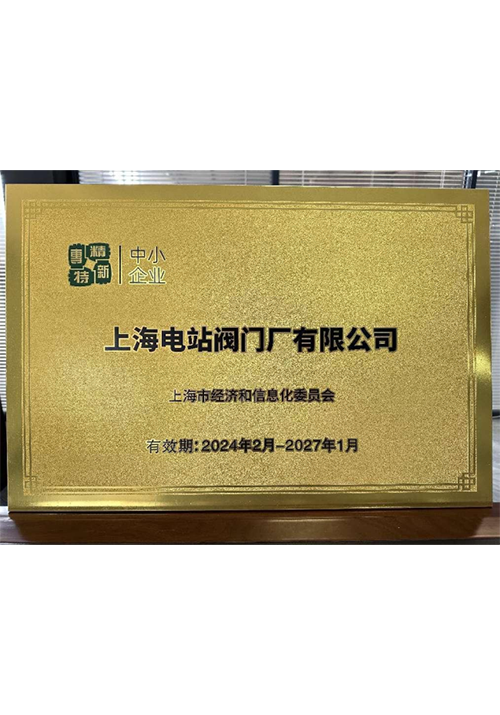 專精特新
中小
企业
上海电站阀门厂有限公司
上海市经济和信息化委员会
有效期:2024年2月-2027年1月